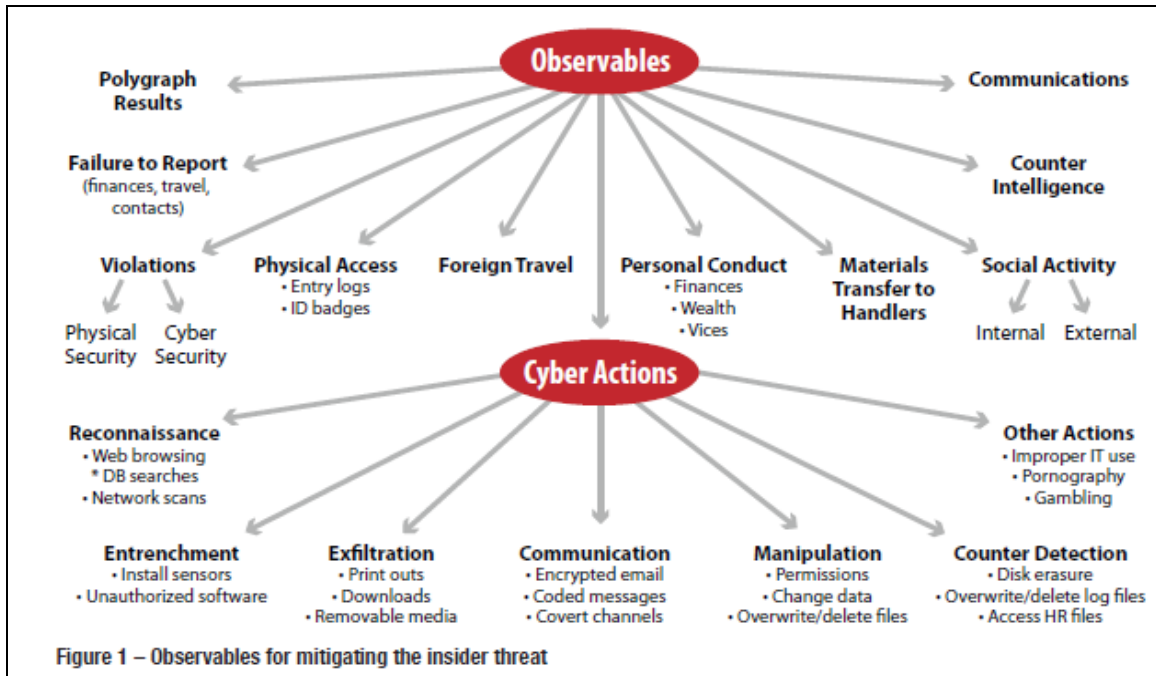 Observables
Polygraph
Results
Communications
Failure to Report
(finances, travel,
contacts)
Counter
Intelligence
Violations
Physical
Security
Cyber
Security
Physical Access
• Entry logs
• ID badges
Foreign Travel
Personal Conduct
• Finances
• Wealth
• Vices
Materials
Transfer to
Handlers
Social Activity
Internal
External
Cyber Actions
Reconnaissance
• Web browsing
* DB searches
• Network scans
Other Actions
• Improper IT use
• Pornography
• Gambling
Entrenchment
• Install sensors
• Unauthorized software
Exfiltration
• Print outs
• Downloads
• Removable media
Communication
• Encrypted email
• Coded messages
• Covert channels
Manipulation
• Permissions
• Change data
• Overwrite/delete files
Counter Detection
• Disk erasure
• Overwrite/delete log files
• Access HR files
Figure 1 – Observables for mitigating the insider threat